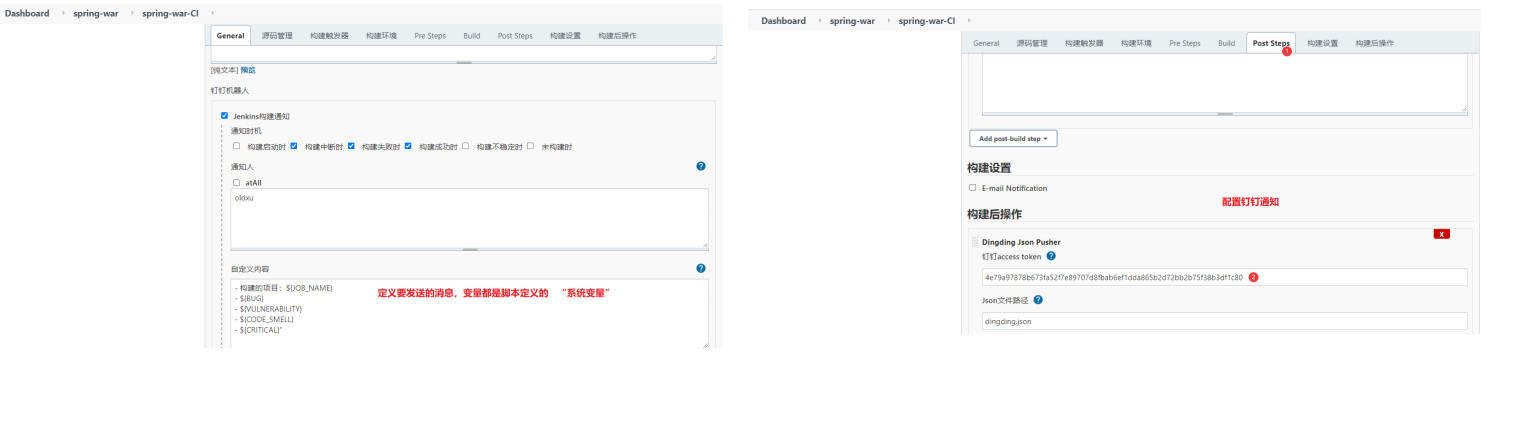 Dashboard spring-war spring-war-CI
General 源码管理 构建触发器 构建环境 Pre Steps Build Post Steps 构建设置 构建后操作
[纯文本] 预览
钉钉机器人
Jenkins构建通知
通知时机
构建启动时 构建中断时 构建失败时 构建成功时 构建不稳定时 未构建时
通知人
?
atAll
oldxu
自定义内容
?
- 构建的项目：${JOB_NAME}
- ${BUG}
- ${VULNERABILITY}
- ${CODE_SMELL}
- ${CRITICAL}"
定义要发送的消息，变量都是脚本定义的 “系统变量”
Dashboard spring-war spring-war-CI
General 源码管理 构建触发器 构建环境 Pre Steps Build Post Steps 构建设置 构建后操作
1
Add post-build step
构建设置
E-mail Notification
配置钉钉通知
构建后操作
X
Dingding Json Pusher
钉钉access token ?
4e79a97878b673fa52f7e89707d8fbab6ef1dda865b2d72bb2b75f38b3df1c80 2
Json文件路径 ?
dingding.json